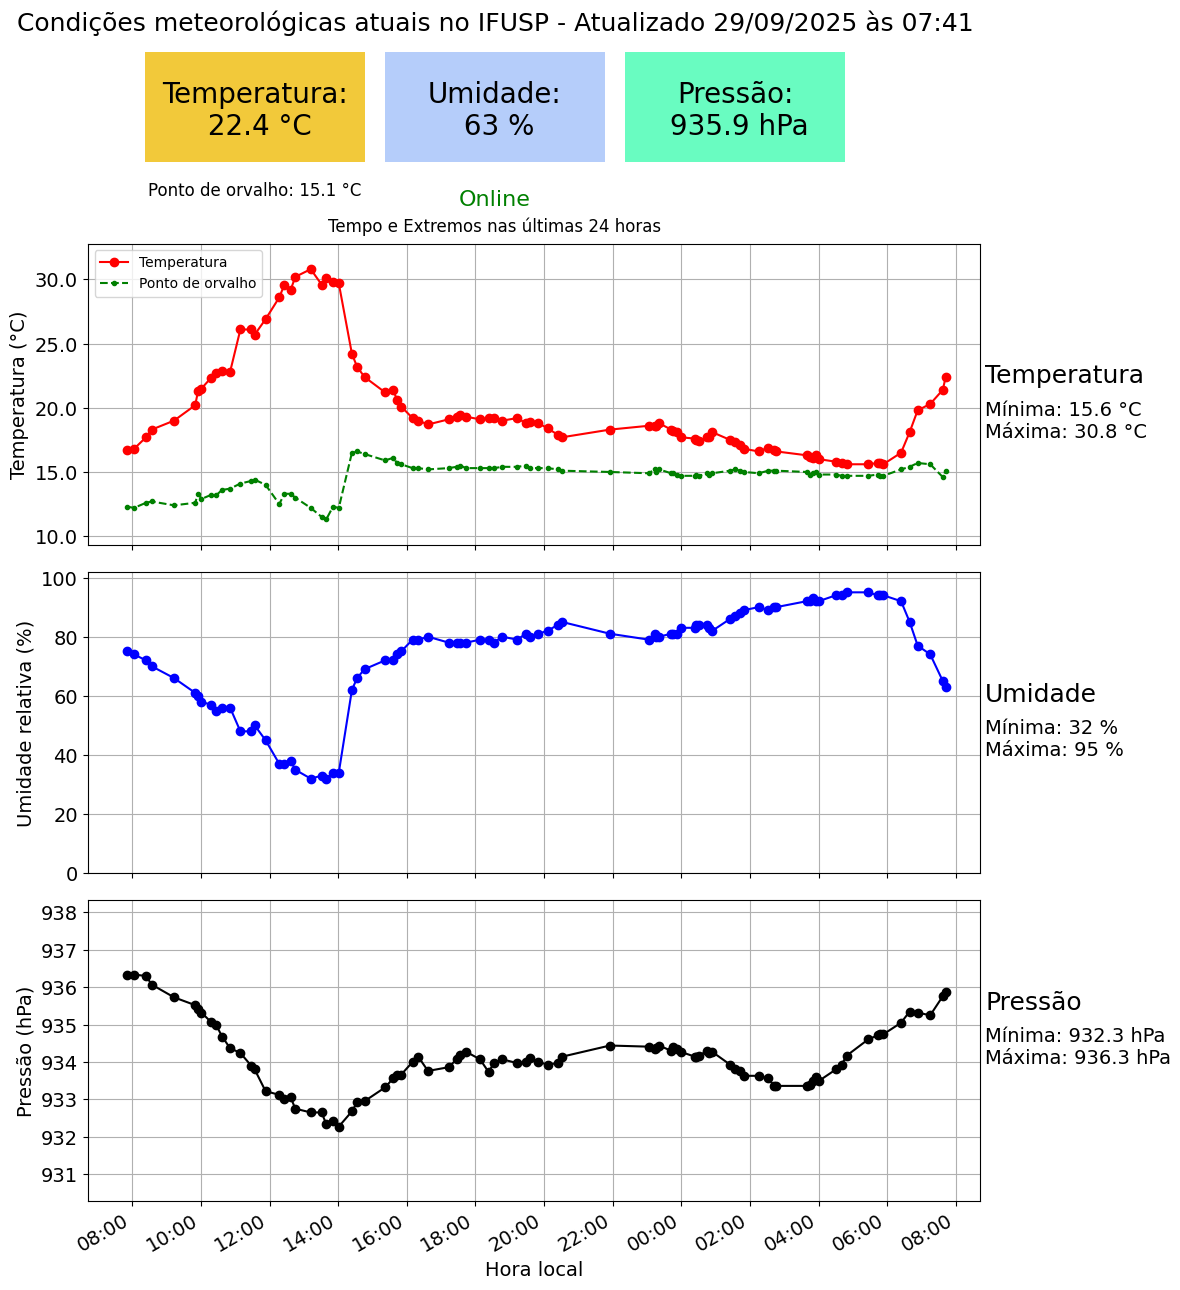 Condições meteorológicas atuais no IFUSP - Atualizado 29/09/2025 às 07:41
Temperatura:
22.4 °C
Umidade:
63 %
Pressão:
935.9 hPa
Ponto de orvalho: 15.1 °C
Online
Tempo e Extremos nas últimas 24 horas
Temperatura
Ponto de orvalho
Temperatura (°C)
30.0
25.0
20.0
15.0
10.0
Temperatura
Mínima: 15.6 °C
Máxima: 30.8 °C
Umidade relativa (%)
100
80
60
40
20
0
Umidade
Mínima: 32 %
Máxima: 95 %
Pressão (hPa)
938
937
936
935
934
933
932
931
Pressão
Mínima: 932.3 hPa
Máxima: 936.3 hPa
08:00
10:00
12:00
14:00
16:00
18:00
20:00
22:00
00:00
02:00
04:00
06:00
08:00
Hora local